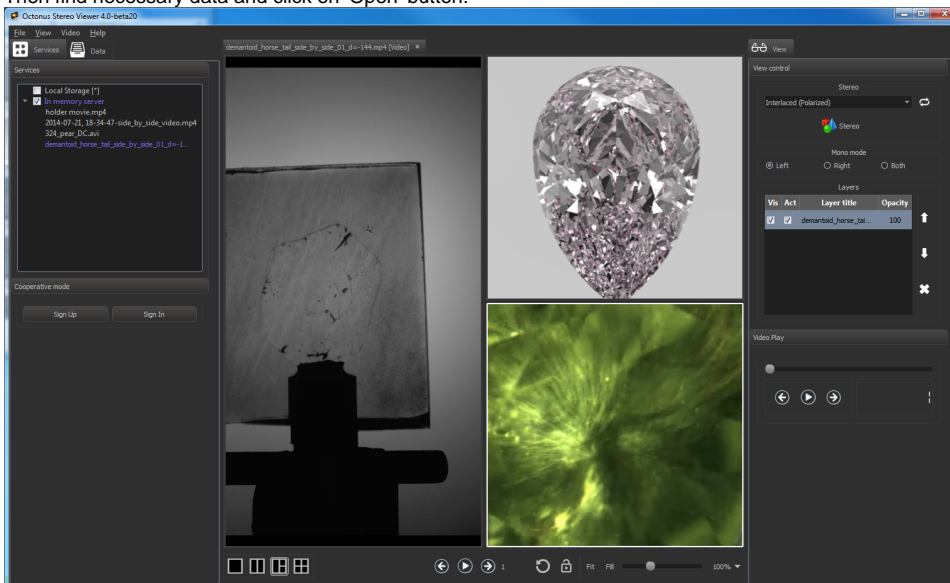 Then find necessary data and click on 'Open' button.
Octonus Stereo Viewer 4.0-beta20
File View Video Help
Services Data
demantoid_horse_tail_side_by_side_01_d=-144.mp4 [Video] ×
View
Services
Local Storage [*]
In memory server
holder movie.mp4
2014-07-21, 18-34-47-side_by_side_video.mp4
324_pear_DC.avi
demantoid_horse_tail_side_by_side_01_d=-1...
Cooperative mode
Sign Up Sign In
View control
Stereo
Interlaced (Polarized)
Stereo
Mono mode
Left Right Both
Layers
Vis Act Layer title Opacity
demantoid_horse_tai... 100
Video Play
1
Fit Fill 100%